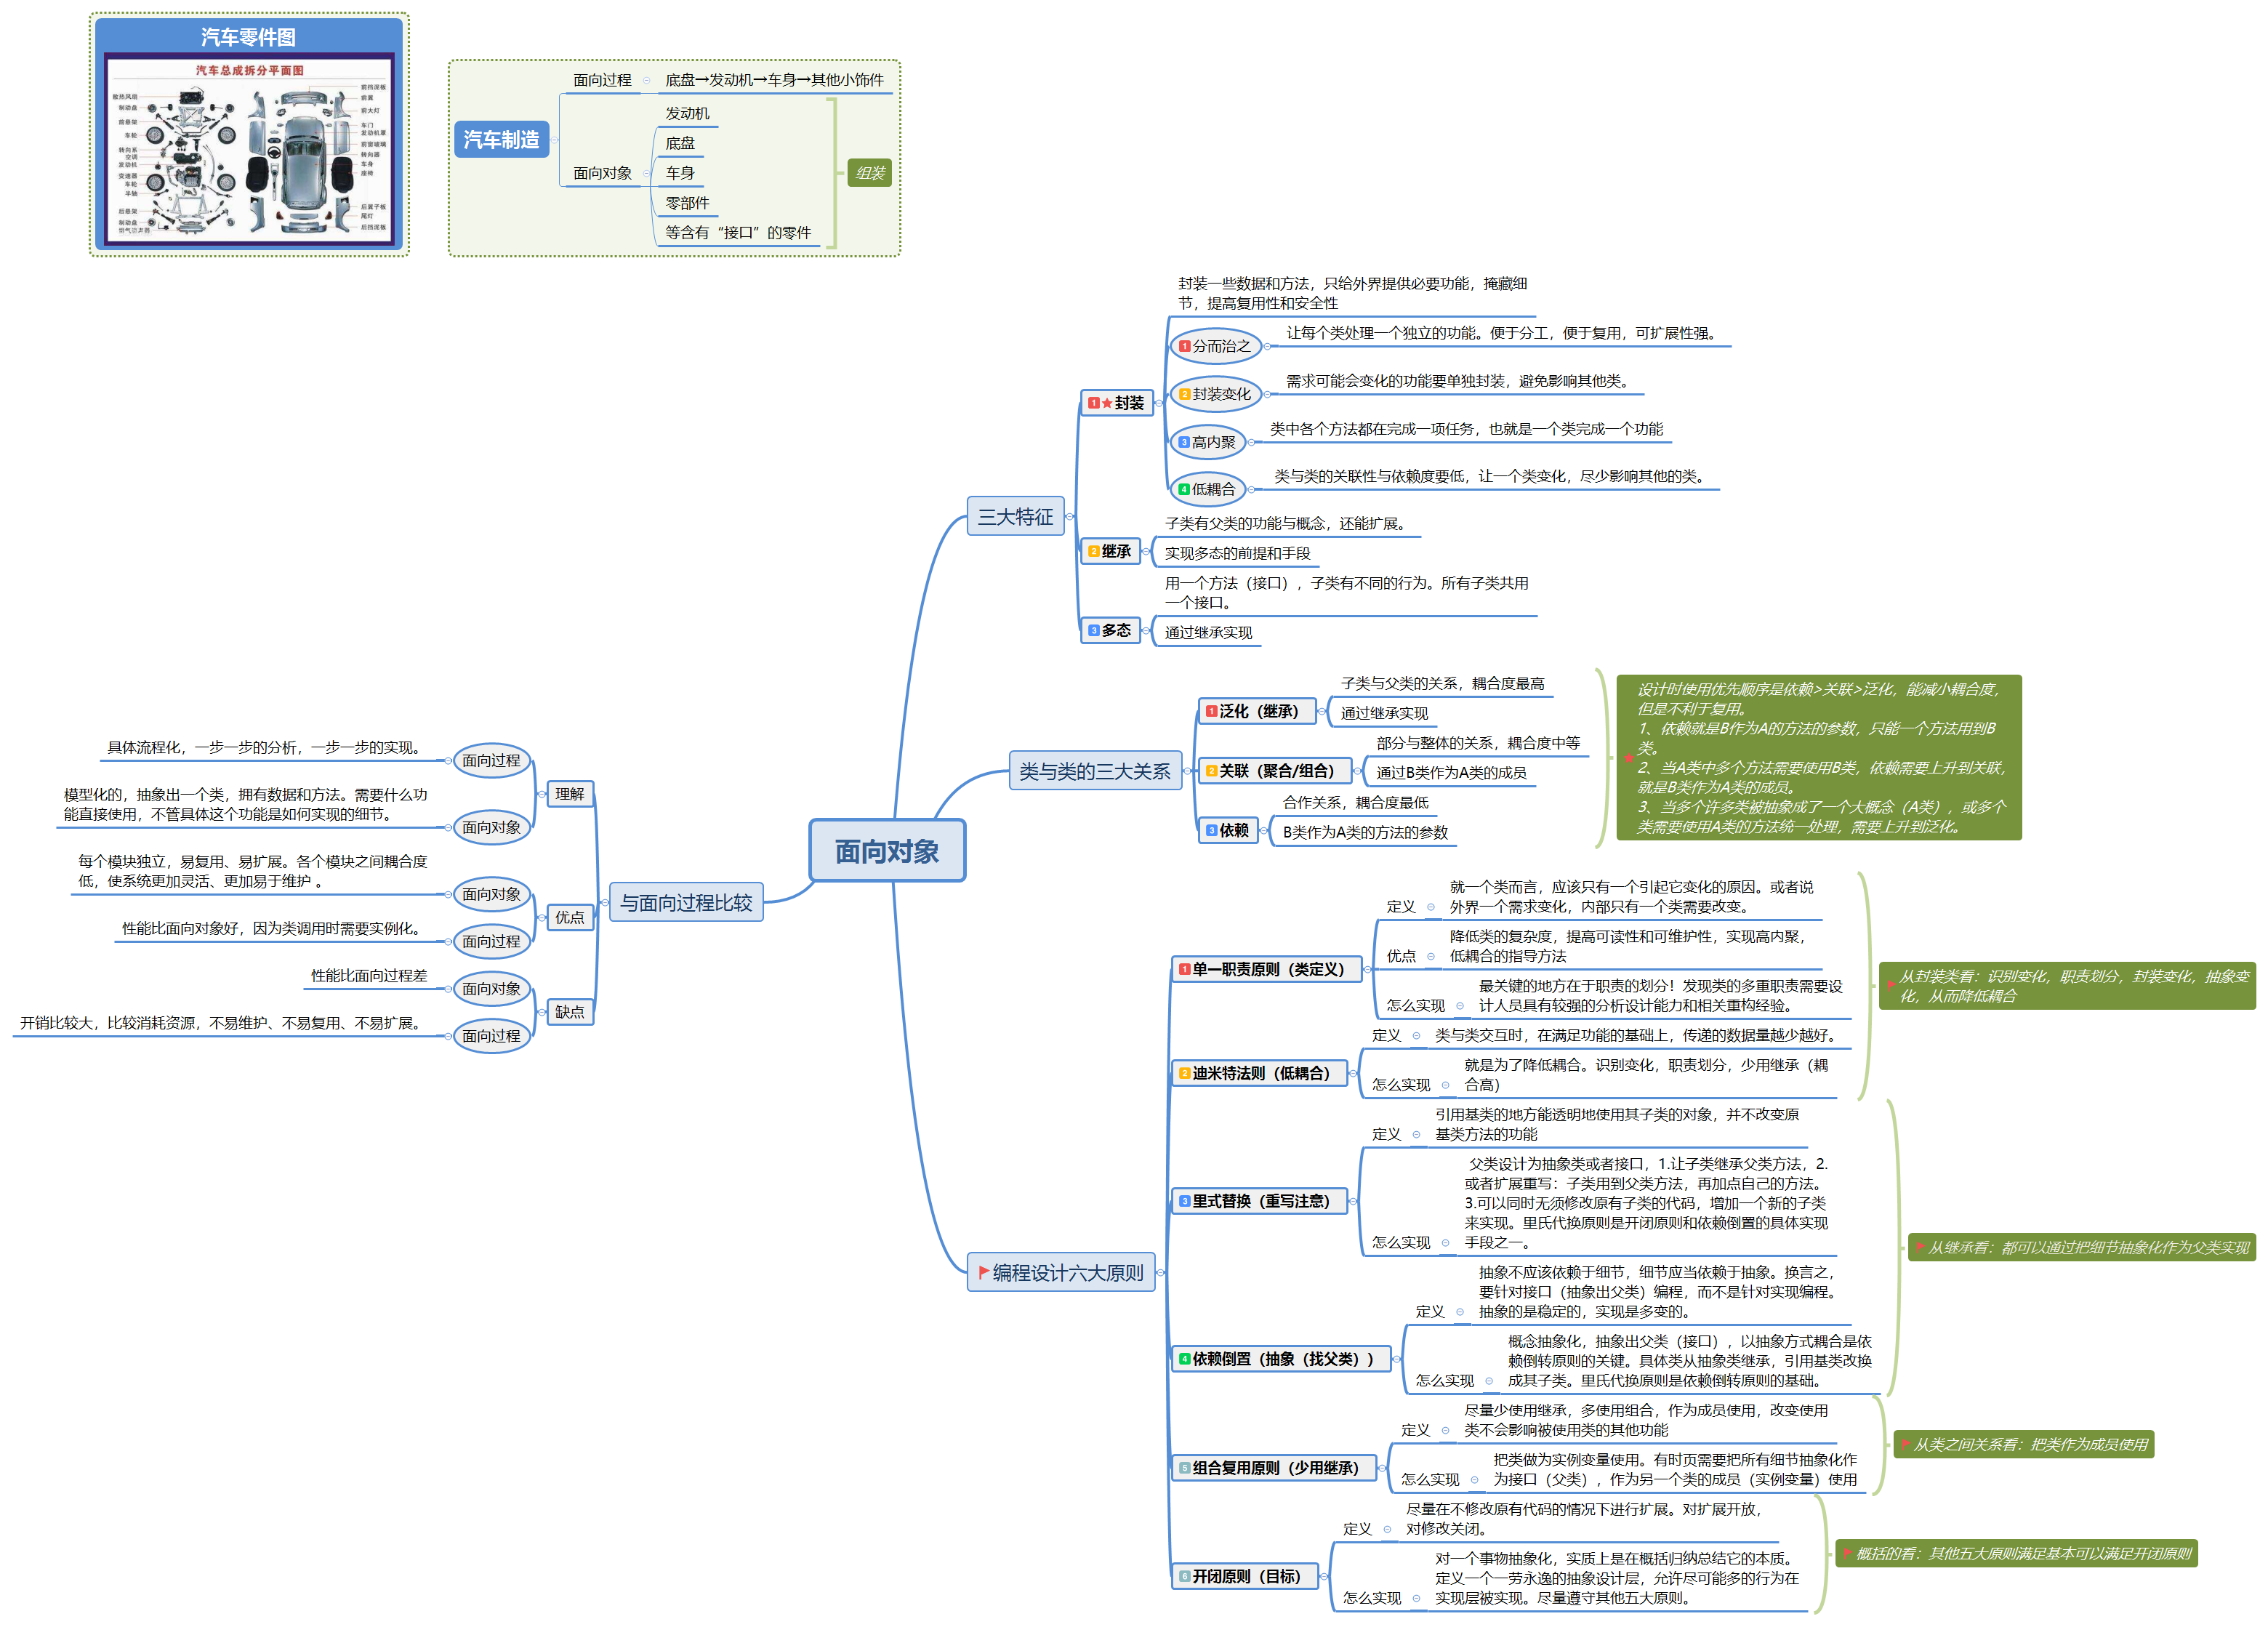 汽车零件图
汽车总成拆分平面图
散热风扇
制动盘
前悬架
车轮
转向系
空调
发动机
变速器
车轮
半轴
后悬架
制动盘
前挡泥板
前翼
前大灯
车门
发动机罩
前窗玻璃
转向器
车身
座椅
后翼子板
尾灯
后挡泥板
汽车制造
面向过程
底盘→发动机→车身→其他小饰件
面向对象
发动机
底盘
车身
零部件
等含有“接口”的零件
组装
面向对象
三大特征
1 封装
封装一些数据和方法，只给外界提供必要功能，掩藏细
节，提高复用性和安全性
1 分而治之
让每个类处理一个独立的功能。便于分工，便于复用，可扩展性强。
2 封装变化
需求可能会变化的功能要单独封装，避免影响其他类。
3 高内聚
类中各个方法都在完成一项任务，也就是一个类完成一个功能
4 低耦合
类与类的关联性与依赖度要低，让一个类变化，尽少影响其他的类。
2 继承
子类有父类的功能与概念，还能扩展。
实现多态的前提和手段
3 多态
用一个方法（接口），子类有不同的行为。所有子类共用
一个接口。
通过继承实现
类与类的三大关系
1 泛化（继承）
子类与父类的关系，耦合度最高
通过继承实现
2 关联（聚合/组合）
部分与整体的关系，耦合度中等
通过B类作为A类的成员
3 依赖
合作关系，耦合度最低
B类作为A类的方法的参数
设计时使用优先顺序是依赖>关联>泛化，能减小耦合度，
但是不利于复用。
1、依赖就是B作为A的方法的参数，只能一个方法用到B
类。
2、当A类中多个方法需要使用B类，依赖需要上升到关联，
就是B类作为A类的成员。
3、当多个许多类被抽象成了一个大概念（A类），或多个
类需要使用A类的方法统一处理，需要上升到泛化。
编程设计六大原则
1 单一职责原则（类定义）
定义
就一个类而言，应该只有一个引起它变化的原因。或者说
外界一个需求变化，内部只有一个类需要改变。
优点
降低类的复杂度，提高可读性和可维护性，实现高内聚，
低耦合的指导方法
怎么实现
最关键的地方在于职责的划分！发现类的多重职责需要设
计人员具有较强的分析设计能力和相关重构经验。
2 迪米特法则（低耦合）
定义
类与类交互时，在满足功能的基础上，传递的数据量越少越好。
怎么实现
就是为了降低耦合。识别变化，职责划分，少用继承（耦
合高）
从封装类看：识别变化，职责划分，封装变化，抽象变
化，从而降低耦合
3 里式替换（重写注意）
定义
引用基类的地方能透明地使用其子类的对象，并不改变原
基类方法的功能
怎么实现
父类设计为抽象类或者接口，1.让子类继承父类方法，2.
或者扩展重写：子类用到父类方法，再加点自己的方法。
3.可以同时无须修改原有子类的代码，增加一个新的子类
来实现。里氏代换原则是开闭原则和依赖倒置的具体实现
手段之一。
4 依赖倒置（抽象（找父类））
定义
抽象不应该依赖于细节，细节应当依赖于抽象。换言之，
要针对接口（抽象出父类）编程，而不是针对实现编程。
抽象的是稳定的，实现是多变的。
怎么实现
概念抽象化，抽象出父类（接口），以抽象方式耦合是依
赖倒转原则的关键。具体类从抽象类继承，引用基类改换
成其子类。里氏代换原则是依赖倒转原则的基础。
从继承看：都可以通过把细节抽象化作为父类实现
5 组合复用原则（少用继承）
定义
尽量少使用继承，多使用组合，作为成员使用，改变使用
类不会影响被使用类的其他功能
怎么实现
把类做为实例变量使用。有时页需要把所有细节抽象化作
为接口（父类），作为另一个类的成员（实例变量）使用
从类之间关系看：把类作为成员使用
6 开闭原则（目标）
定义
尽量在不修改原有代码的情况下进行扩展。对扩展开放，
对修改关闭。
怎么实现
对一个事物抽象化，实质上是在概括归纳总结它的本质。
定义一个一劳永逸的抽象设计层，允许尽可能多的行为在
实现层被实现。尽量遵守其他五大原则。
概括的看：其他五大原则满足基本可以满足开闭原则
与面向过程比较
理解
面向过程
具体流程化，一步一步的分析，一步一步的实现。
面向对象
模型化的，抽象出一个类，拥有数据和方法。需要什么功
能直接使用，不管具体这个功能是如何实现的细节。
优点
面向对象
每个模块独立，易复用、易扩展。各个模块之间耦合度
低，使系统更加灵活、更加易于维护 。
面向过程
性能比面向对象好，因为类调用时需要实例化。
缺点
面向对象
性能比面向过程差
面向过程
开销比较大，比较消耗资源，不易维护、不易复用、不易扩展。